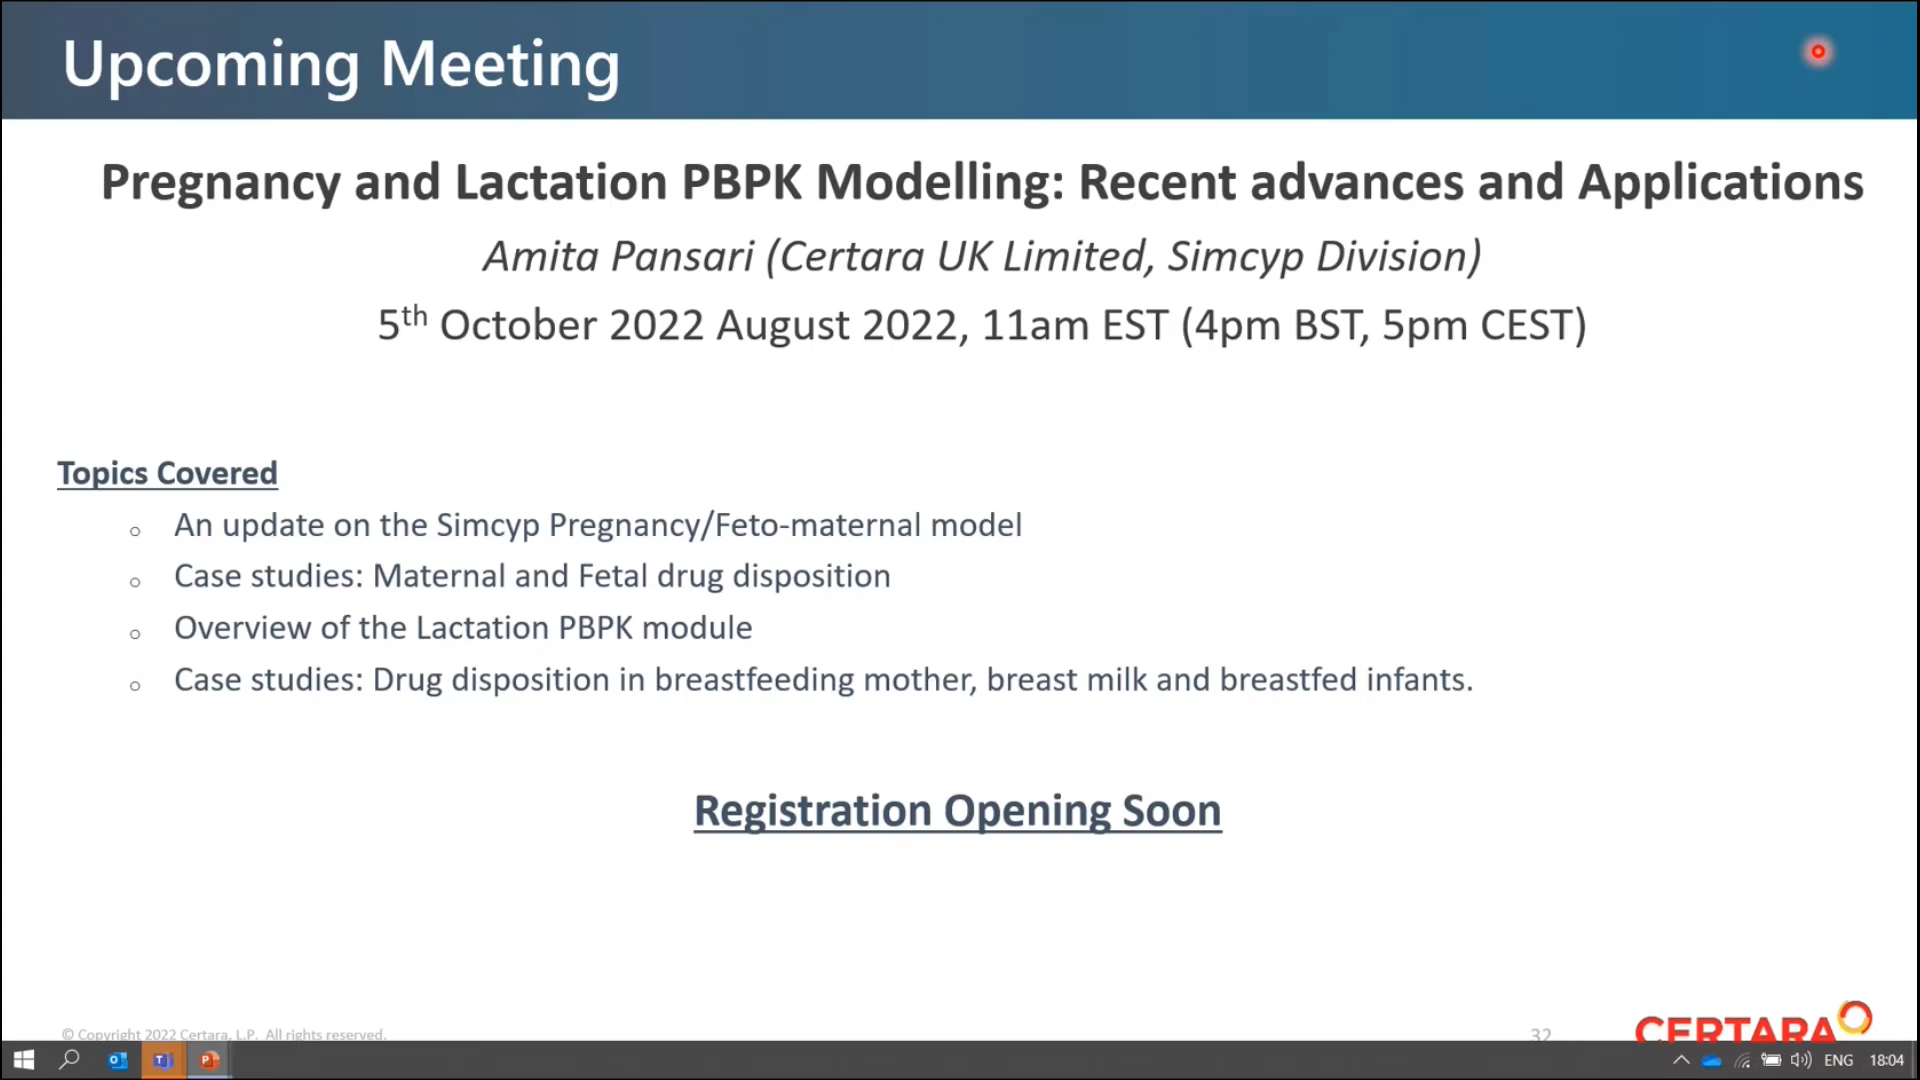 Upcoming Meeting
Pregnancy and Lactation PBPK Modelling: Recent advances and Applications
Amita Pansari (Certara UK Limited, Simcyp Division)
5th October 2022 August 2022, 11am EST (4pm BST, 5pm CEST)
Topics Covered
An update on the Simcyp Pregnancy/Feto-maternal model
Case studies: Maternal and Fetal drug disposition
Overview of the Lactation PBPK module
Case studies: Drug disposition in breastfeeding mother, breast milk and breastfed infants.
Registration Opening Soon
© Copyright 2022 Certara, L.P. All rights reserved.
32
CERTARA
ENG
18:04